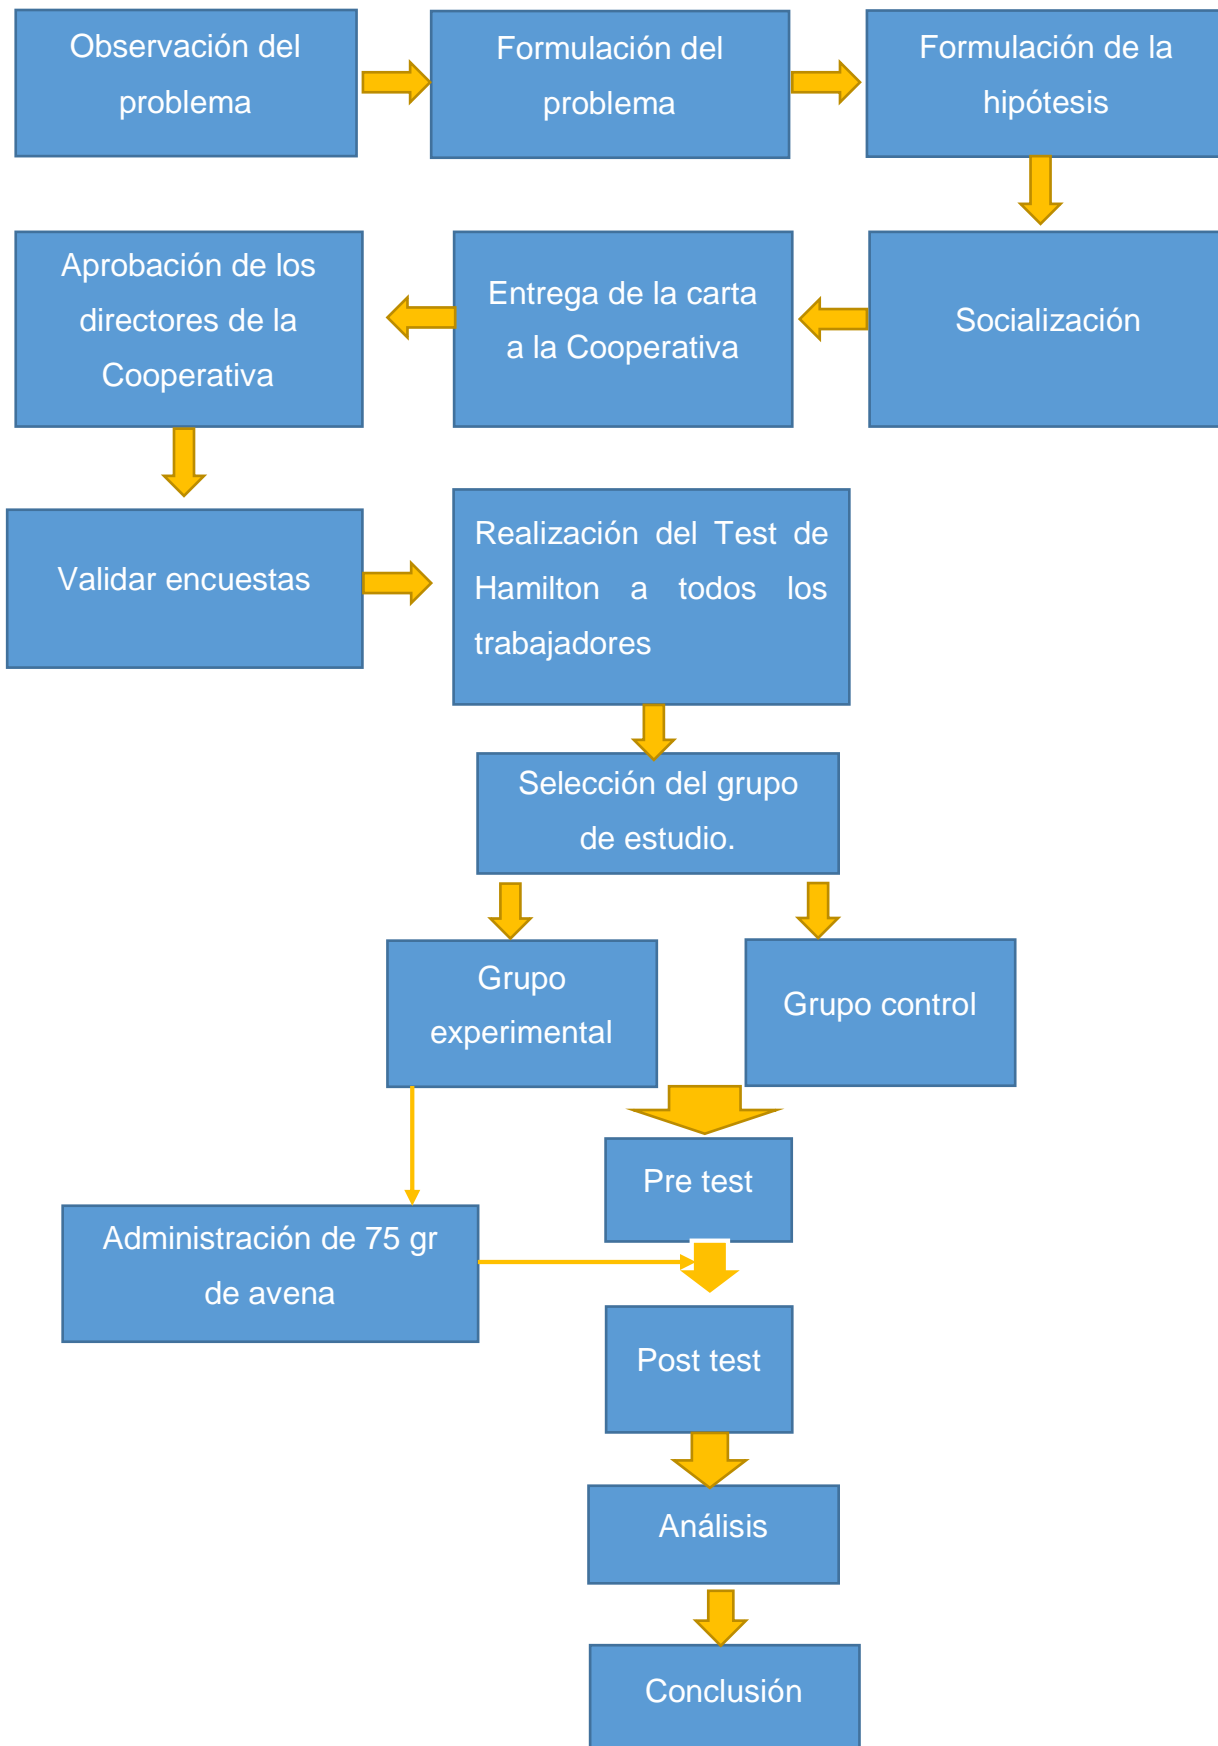 Observación del
problema
Formulación del
problema
Formulación de la
hipótesis
Socialización
Entrega de la carta
a la Cooperativa
Aprobación de los
directores de la
Cooperativa
Validar encuestas
Realización del Test de
Hamilton a todos los
trabajadores
Selección del grupo
de estudio.
Grupo
experimental
Grupo control
Pre test
Administración de 75 gr
de avena
Post test
Análisis
Conclusión